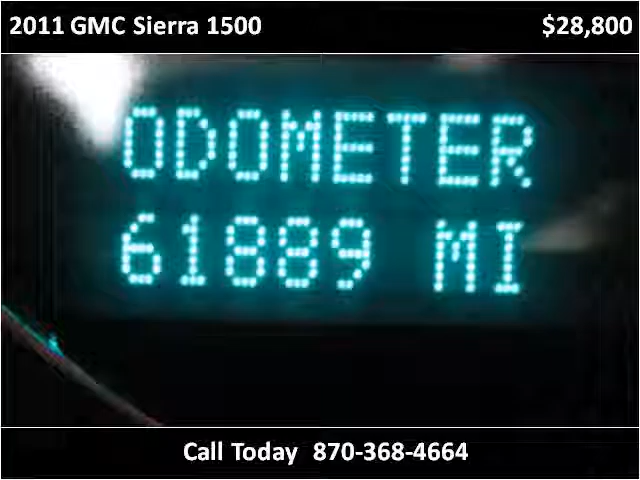 2011 GMC Sierra 1500 $28,800
ODOMETER
61889 MI
Call Today 870-368-4664